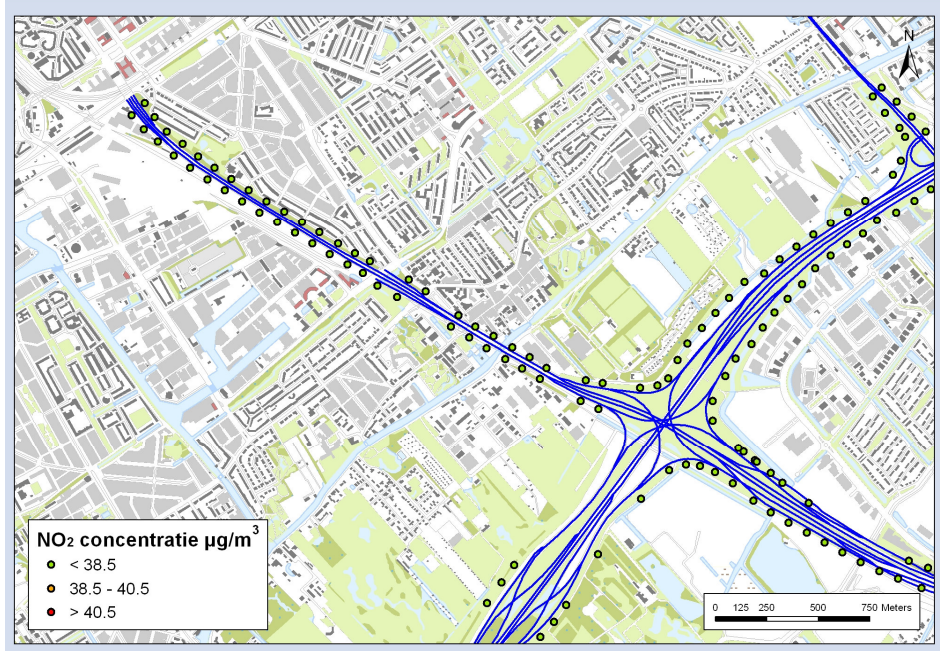 N
NO₂ concentratie µg/m³
< 38.5
38.5 - 40.5
> 40.5
0 125 250 500 750 Meters